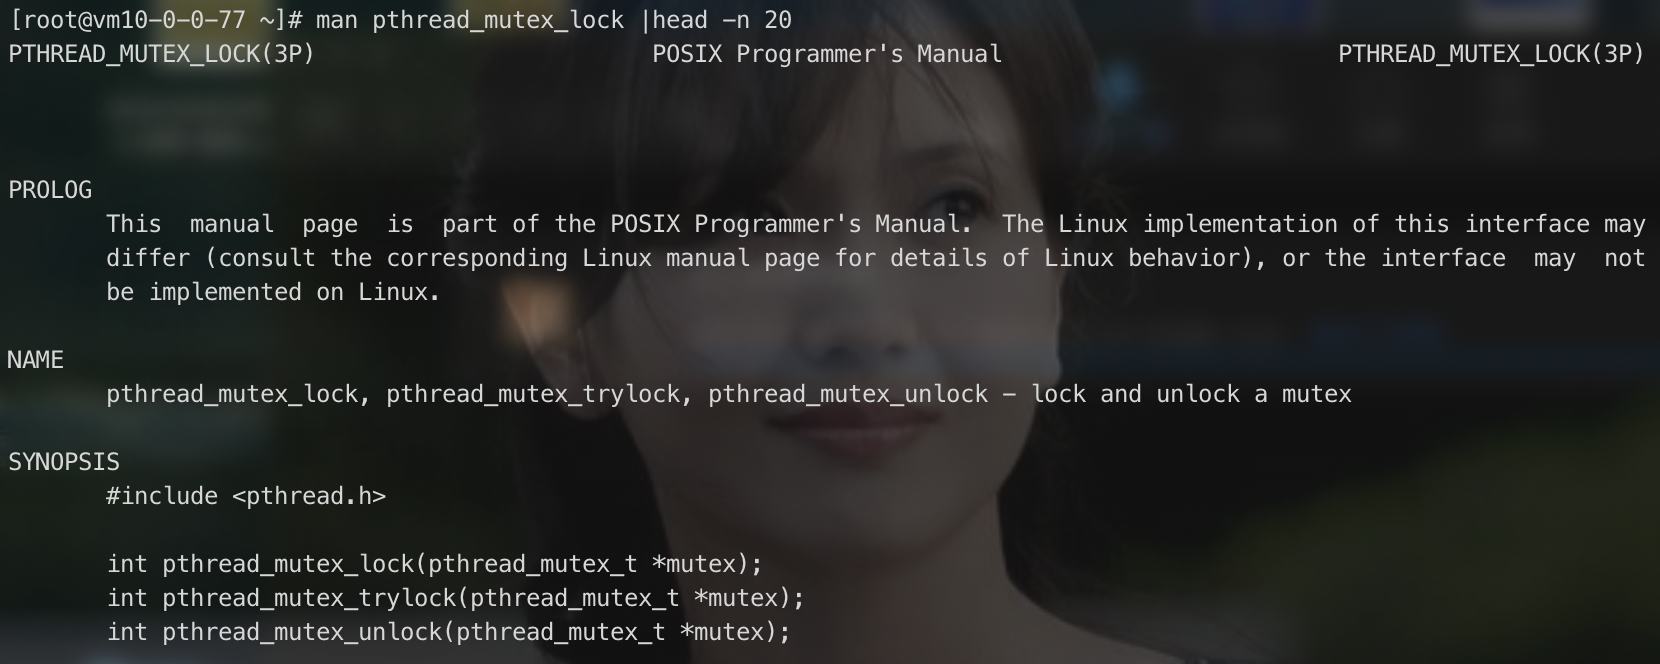 [root@vm10-0-0-77 ~]# man pthread_mutex_lock |head -n 20
PTHREAD_MUTEX_LOCK(3P) POSIX Programmer's Manual PTHREAD_MUTEX_LOCK(3P)
PROLOG
This manual page is part of the POSIX Programmer's Manual. The Linux implementation of this interface may
differ (consult the corresponding Linux manual page for details of Linux behavior), or the interface may not
be implemented on Linux.
NAME
pthread_mutex_lock, pthread_mutex_trylock, pthread_mutex_unlock - lock and unlock a mutex
SYNOPSIS
#include <pthread.h>
int pthread_mutex_lock(pthread_mutex_t *mutex);
int pthread_mutex_trylock(pthread_mutex_t *mutex);
int pthread_mutex_unlock(pthread_mutex_t *mutex);